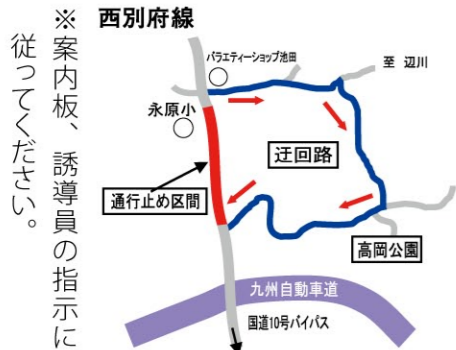 西別府線
※案内板、誘導員の指示に
従ってください。
バラエティーショップ池田
至 辺川
永原小
迂回路
通行止め区間
高岡公園
九州自動車道
国道10号バイパス